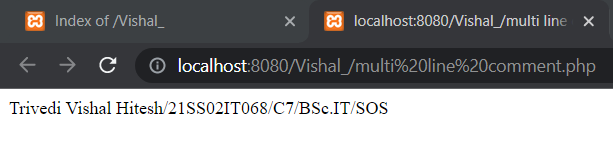 Index of /Vishal_
localhost:8080/Vishal_/multi line
localhost:8080/Vishal_/multi%20line%20comment.php
Trivedi Vishal Hitesh/21SS02IT068/C7/BSc.IT/SOS